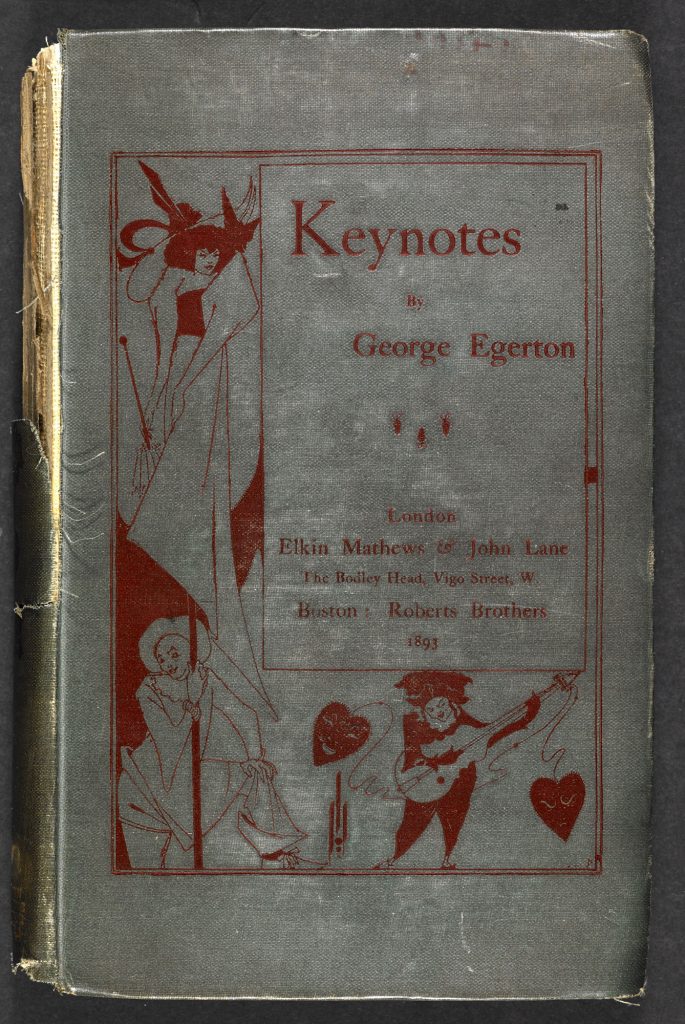 Keynotes
By
George Egerton
London
Elkin Mathews & John Lane
The Bodley Head, Vigo Street, W.
Boston: Roberts Brothers
1893